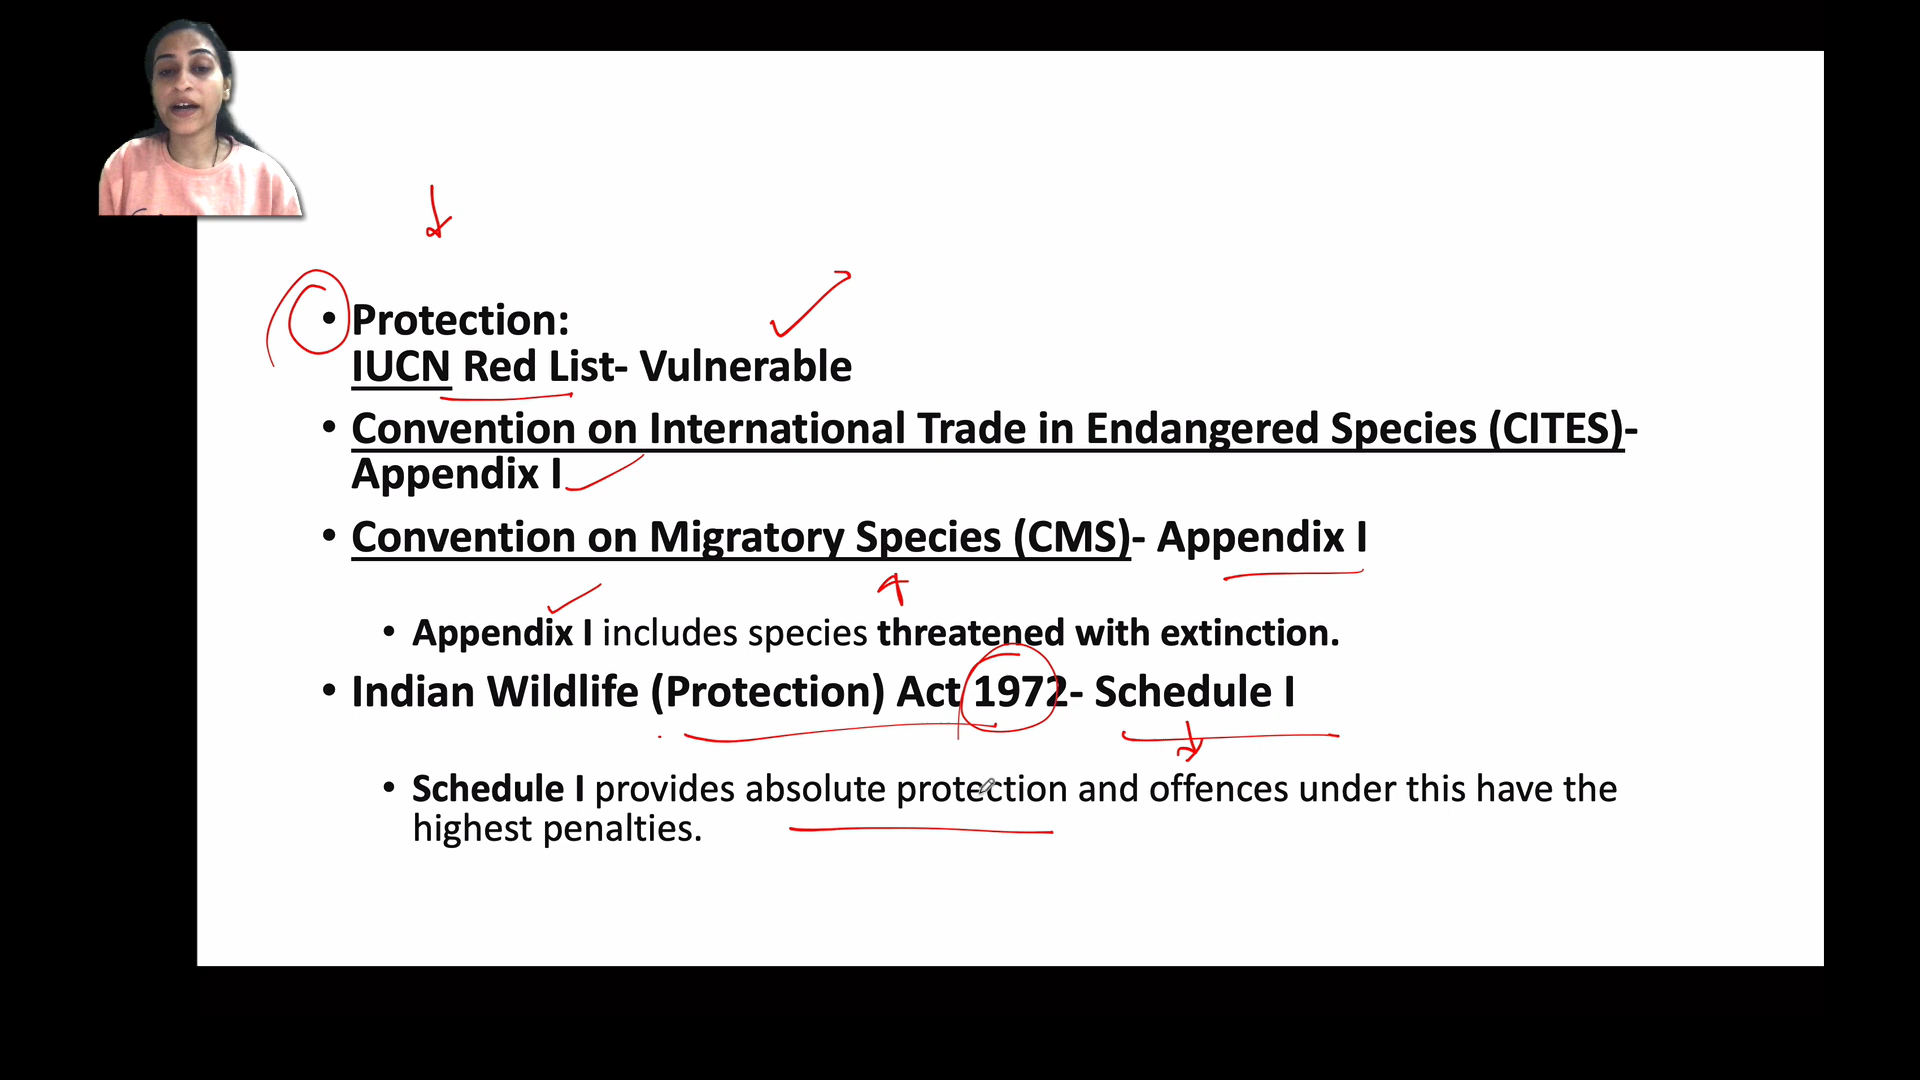 • Protection:
IUCN Red List- Vulnerable
• Convention on International Trade in Endangered Species (CITES)-
Appendix I
• Convention on Migratory Species (CMS)- Appendix I
• Appendix I includes species threatened with extinction.
• Indian Wildlife (Protection) Act 1972- Schedule I
• Schedule I provides absolute protection and offences under this have the
highest penalties.